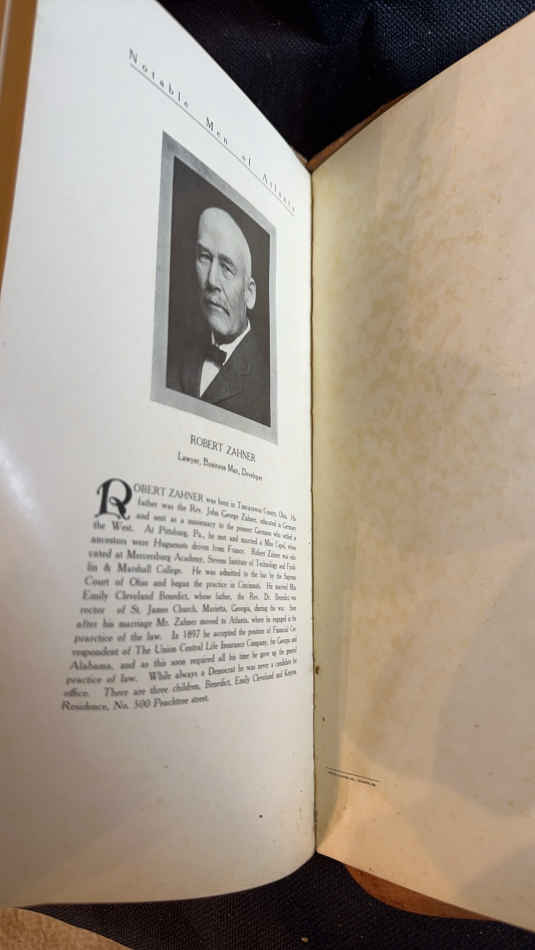 Notable Men of Atlanta
ROBERT ZAHNER
Lawyer, Business Man, Developer
ROBERT ZAHNER was born in Tuscarawas County, Ohio. His
father was the Rev. John George Zahner, educated in Germany
and sent as a missionary to the pioneer Germans who settled in
the West. At Pittsburg, Pa., he met and married a Miss Capel, whose
ancestors were Huguenots driven from France. Robert Zahner was edu-
cated at Mercersburg Academy, Stevens Institute of Technology and Frank-
lin & Marshall College. He was admitted to the bar by the Supreme
Court of Ohio and began the practice in Cincinnati. He married Miss
Emily Cleveland Benedict, whose father, the Rev. Dr. Benedict was
rector of St. James Church, Marietta, Georgia, during the war. Soon
after his marriage Mr. Zahner moved to Atlanta, where he engaged in the
pearctice of the law. In 1897 he accepted the position of Financial Cor-
respondent of The Union Central Life Insurance Company, for Georgia and
Alabama, and as this soon required all his time he gave up the general
practice of law. While always a Democrat he was never a candidate for
office. There are three children, Benedict, Emily Cleveland and Kenyon.
Residence, No. 500 Peachtree street.